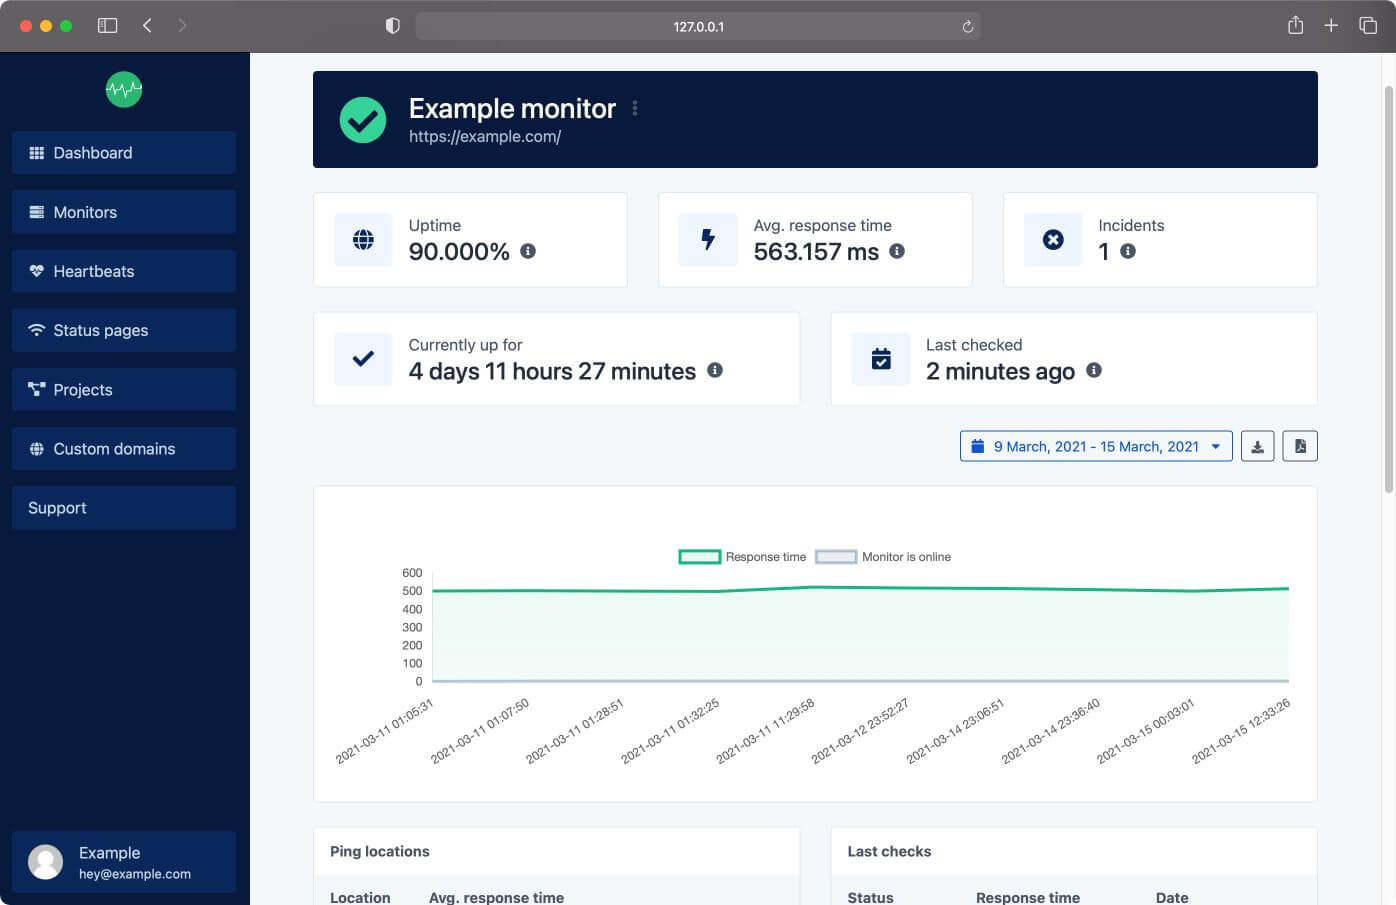 127.0.0.1
Dashboard
Monitors
Heartbeats
Status pages
Projects
Custom domains
Support
Example
hey@example.com
Example monitor
https://example.com/
Uptime
90.000%
Avg. response time
563.157 ms
Incidents
1
Currently up for
4 days 11 hours 27 minutes
Last checked
2 minutes ago
9 March, 2021 - 15 March, 2021
Response time
Monitor is online
600
500
400
300
200
100
0
2021-03-11 01:05:31
2021-03-11 01:07:50
2021-03-11 01:28:51
2021-03-11 01:32:25
2021-03-11 11:29:58
2021-03-12 23:52:27
2021-03-14 23:06:51
2021-03-14 23:36:40
2021-03-15 00:03:01
2021-03-15 12:33:26
Ping locations
Location Avg. response time
Last checks
Status Response time Date